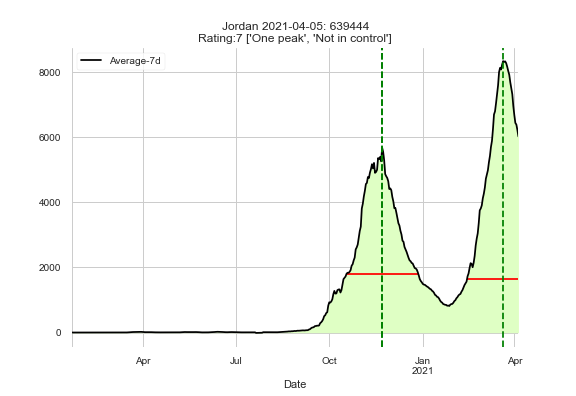 Jordan 2021-04-05: 639444
Rating:7 ['One peak', 'Not in control']
Average-7d
8000
6000
4000
2000
0
Apr
Jul
Oct
Jan
2021
Apr
Date